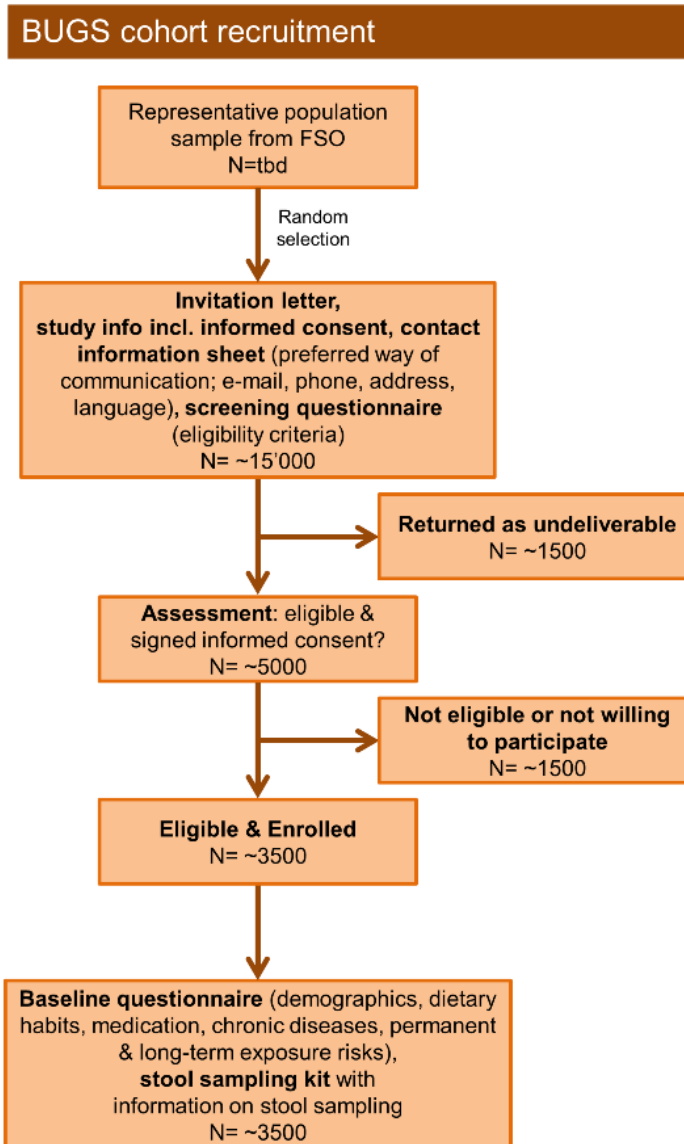 BUGS cohort recruitment
Representative population
sample from FSO
N=tbd
Random
selection
Invitation letter,
study info incl. informed consent, contact
information sheet (preferred way of
communication; e-mail, phone, address,
language), screening questionnaire
(eligibility criteria)
N= ~15’000
Returned as undeliverable
N= ~1500
Assessment: eligible &
signed informed consent?
N= ~5000
Not eligible or not willing
to participate
N= ~1500
Eligible & Enrolled
N= ~3500
Baseline questionnaire (demographics, dietary
habits, medication, chronic diseases, permanent
& long-term exposure risks),
stool sampling kit with
information on stool sampling
N= ~3500